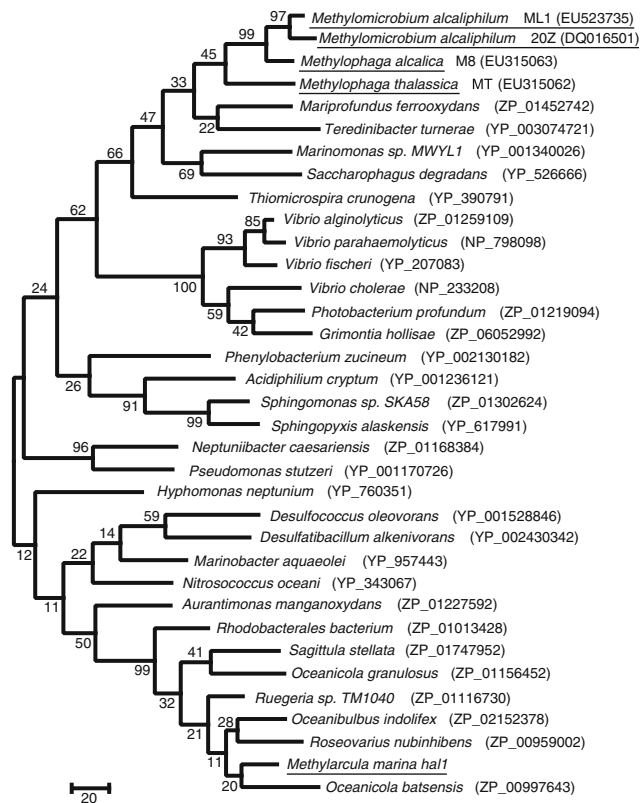 97 Methylomicrobium alcaliphilum ML1 (EU523735)
99 Methylomicrobium alcaliphilum 20Z (DQ016501)
45 Methylophaga alcalica M8 (EU315063)
33 Methylophaga thalassica MT (EU315062)
47 Mariprofundus ferrooxydans (ZP_01452742)
22 Teredinibacter turnerae (YP_003074721)
66 Marinomonas sp. MWYL1 (YP_001340026)
69 Saccharophagus degradans (YP_526666)
62 Thiomicrospira crunogena (YP_390791)
85 Vibrio alginolyticus (ZP_01259109)
93 Vibrio parahaemolyticus (NP_798098)
Vibrio fischeri (YP_207083)
100 Vibrio cholerae (NP_233208)
24 59 Photobacterium profundum (ZP_01219094)
42 Grimontia hollisae (ZP_06052992)
Phenylobacterium zucineum (YP_002130182)
26 Acidiphilium cryptum (YP_001236121)
91 Sphingomonas sp. SKA58 (ZP_01302624)
99 Sphingopyxis alaskensis (YP_617991)
96 Neptuniibacter caesariensis (ZP_01168384)
Pseudomonas stutzeri (YP_001170726)
Hyphomonas neptunium (YP_760351)
59 Desulfococcus oleovorans (YP_001528846)
14 Desulfatibacillum alkenivorans (YP_002430342)
12 22 Marinobacter aquaeolei (YP_957443)
Nitrosococcus oceani (YP_343067)
11 Aurantimonas manganoxydans (ZP_01227592)
50 Rhodobacterales bacterium (ZP_01013428)
41 Sagittula stellata (ZP_01747952)
99 Oceanicola granulosus (ZP_01156452)
32 Ruegeria sp. TM1040 (ZP_01116730)
28 Oceanibulbus indolifex (ZP_02152378)
21 Roseovarius nubinhibens (ZP_00959002)
11 Methylarcula marina hal1
20 Oceanicola batsensis (ZP_00997643)
20